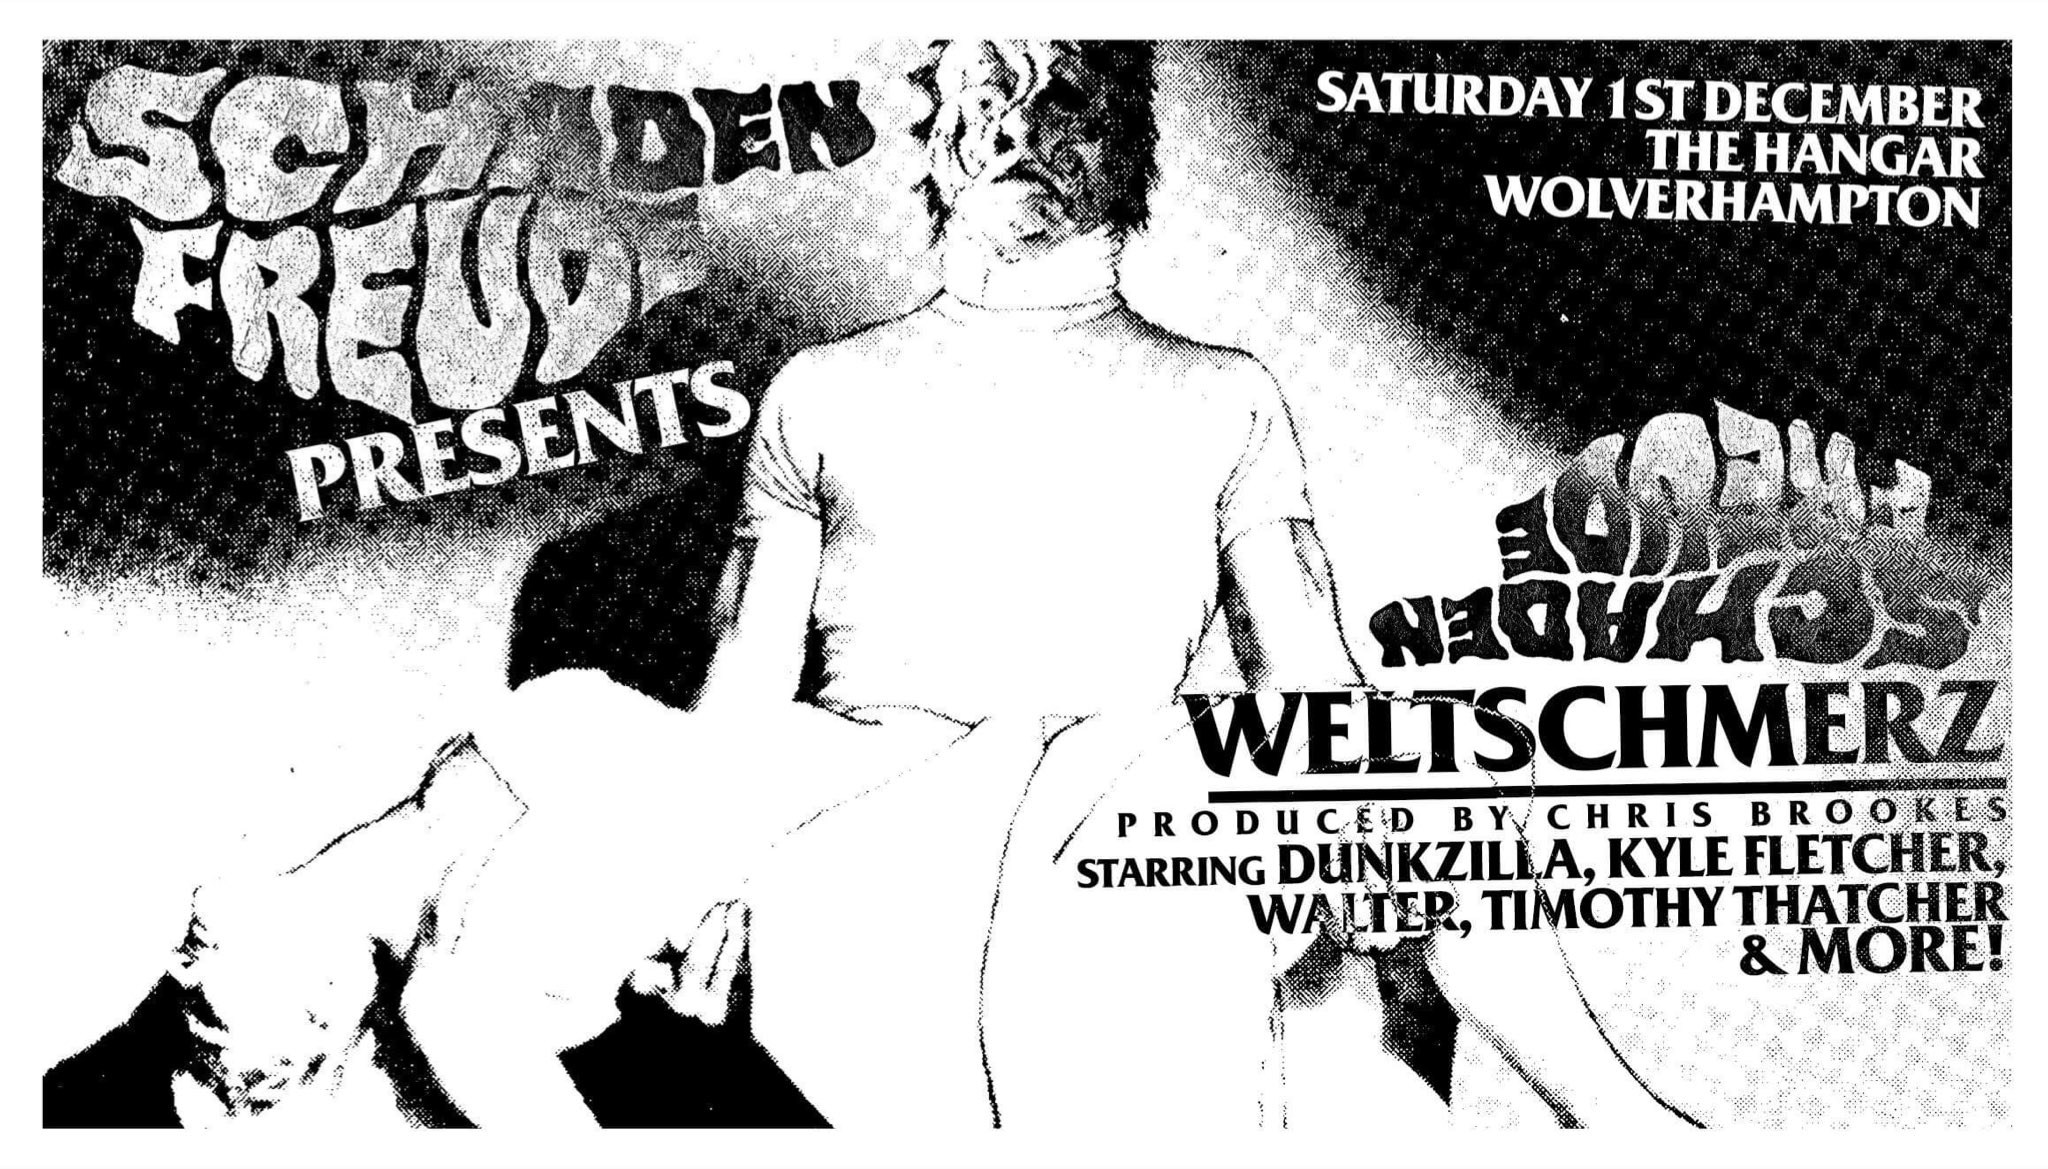 SCHADEN
FREUDE
PRESENTS
SATURDAY 1ST DECEMBER
THE HANGAR
WOLVERHAMPTON
SCHADEN
FREUDE
WELTSCHMERZ
PRODUCED BY CHRIS BROOKES
STARRING DUNKZILLA, KYLE FLETCHER,
WALTER, TIMOTHY THATCHER
& MORE!